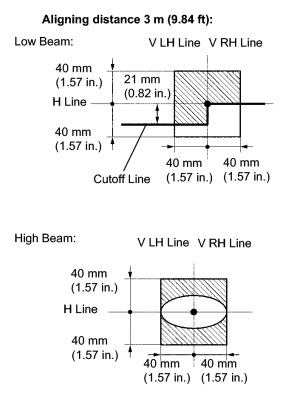 Aligning distance 3 m (9.84 ft):
Low Beam:
V LH Line V RH Line
40 mm
(1.57 in.)
21 mm
(0.82 in.)
H Line
40 mm
(1.57 in.)
Cutoff Line
40 mm
(1.57 in.)
40 mm
(1.57 in.)
High Beam:
V LH Line V RH Line
40 mm
(1.57 in.)
H Line
40 mm
(1.57 in.)
40 mm
(1.57 in.)
40 mm
(1.57 in.)